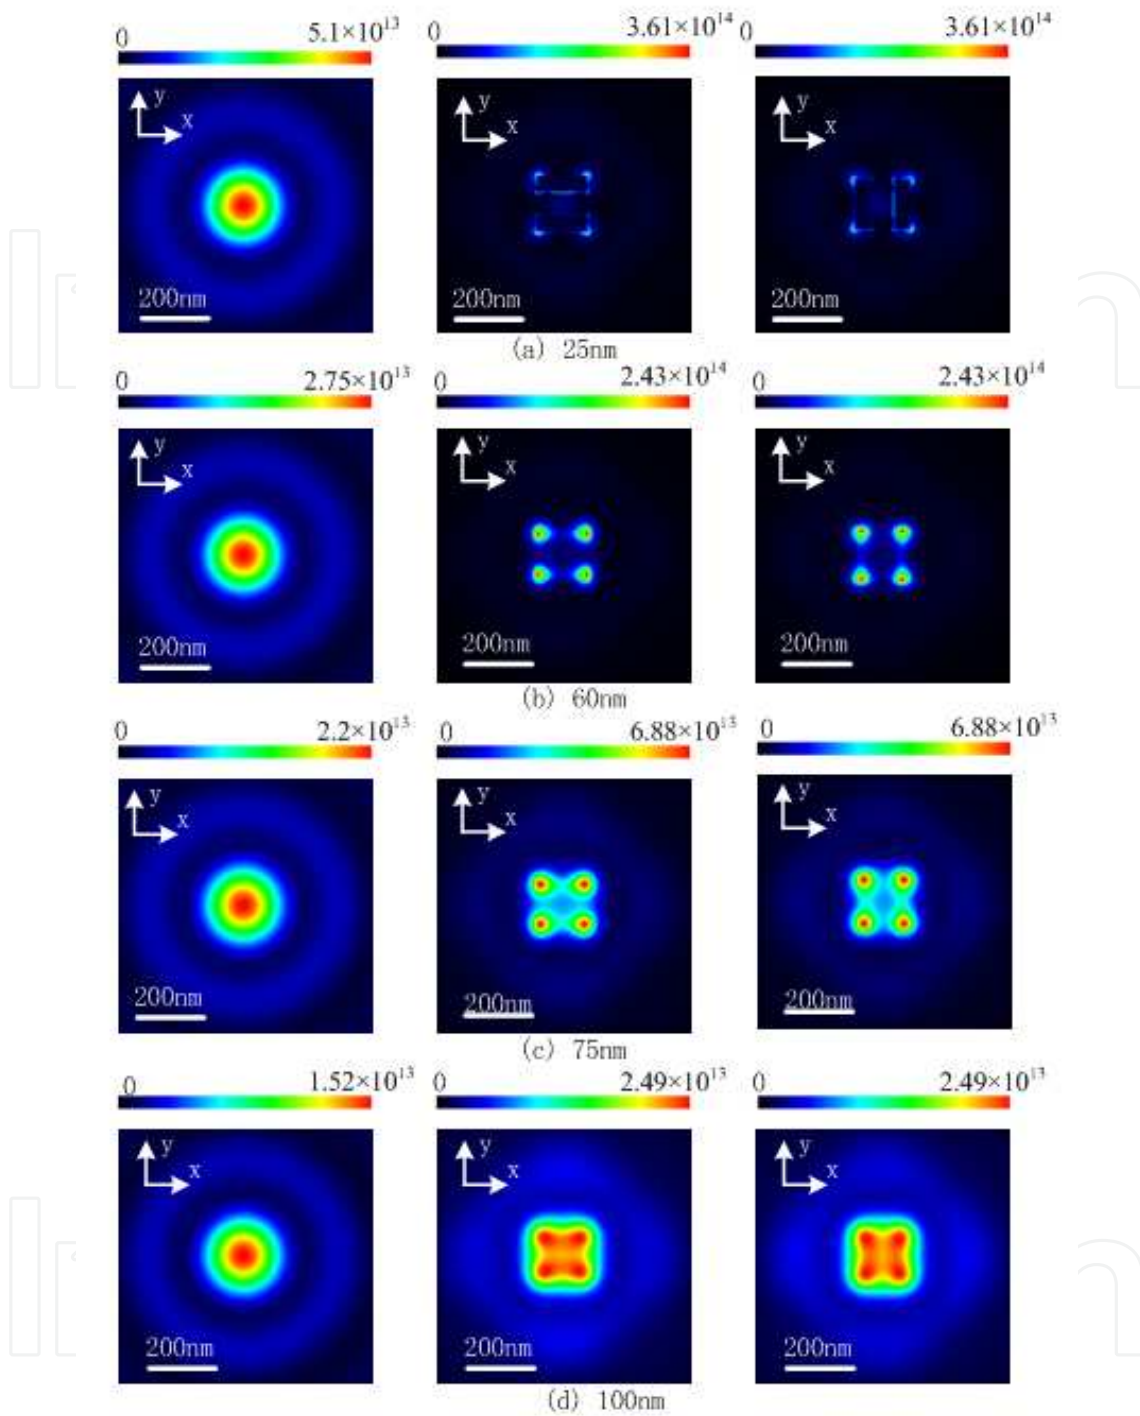 0 5.1×10¹³ 0 3.61×10¹⁴ 0 3.61×10¹⁴
y y y
x x x
200nm 200nm 200nm
(a) 25nm
0 2.75×10¹³ 0 2.43×10¹⁴ 0 2.43×10¹⁴
y y y
x x x
200nm 200nm 200nm
(b) 60nm
0 2.2×10¹³ 0 6.88×10¹³ 0 6.88×10¹³
y y y
x x x
200nm 200nm 200nm
(c) 75nm
0 1.52×10¹³ 0 2.49×10¹³ 0 2.49×10¹³
y y y
x x x
200nm 200nm 200nm
(d) 100nm